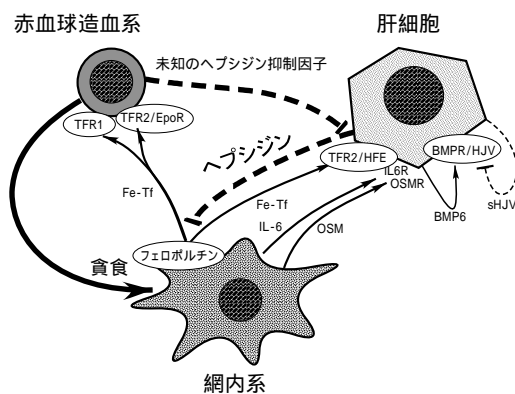 赤血球造血系
肝細胞
未知のヘプシジン抑制因子
TFR1
TFR2/EpoR
ヘプシジン
TFR2/HFE
BMPR/HJV
IL6R
OSMR
sHJV
BMP6
Fe-Tf
Fe-Tf
IL-6
OSM
フェロポルチン
貪食
網内系